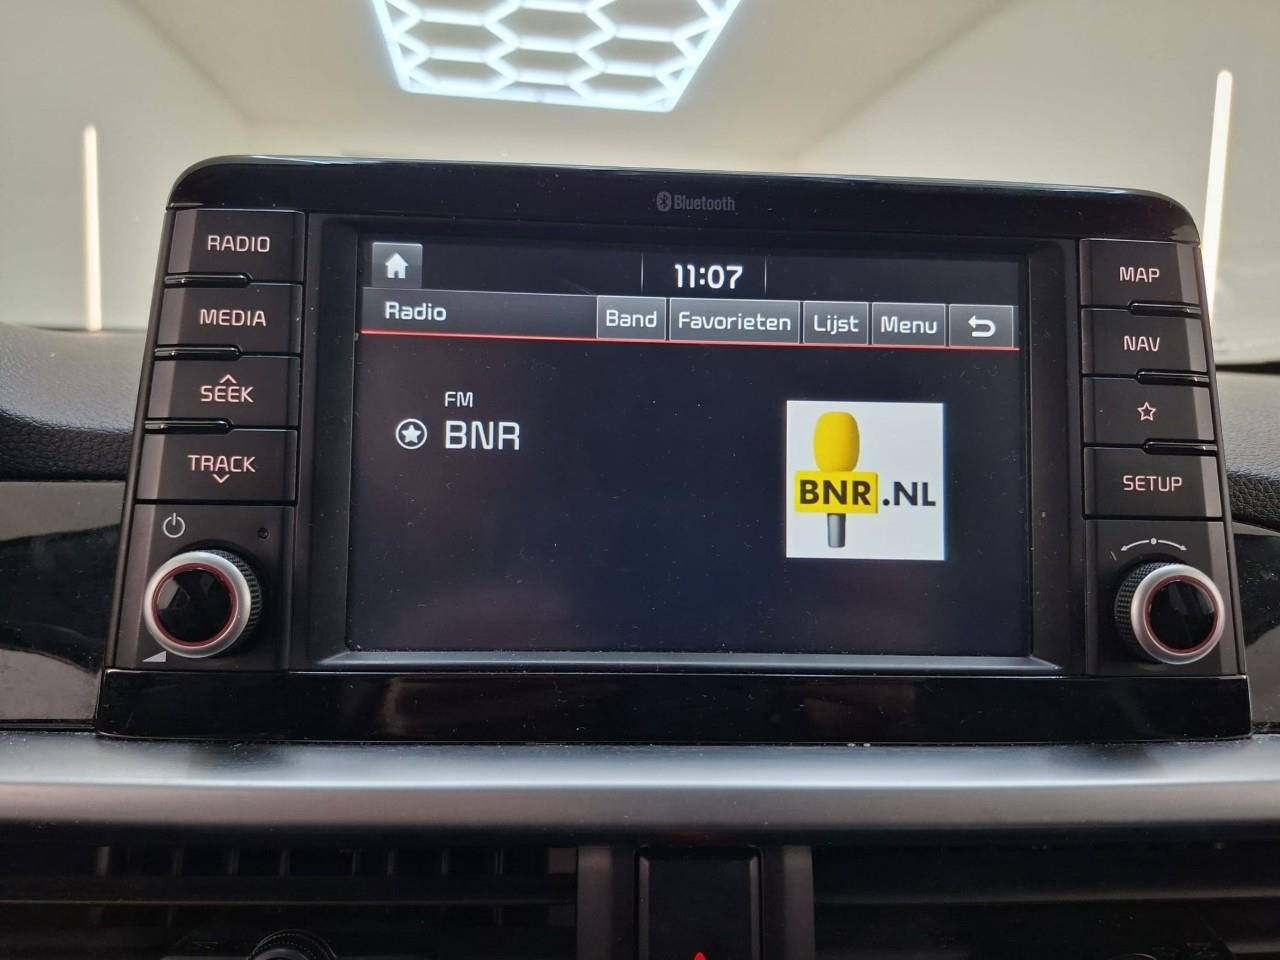 Bluetooth
RADIO
MEDIA
SEEK
TRACK
11:07
Radio
Band
Favorieten
Lijst
Menu
FM
BNR
BNR.NL
MAP
NAV
SETUP